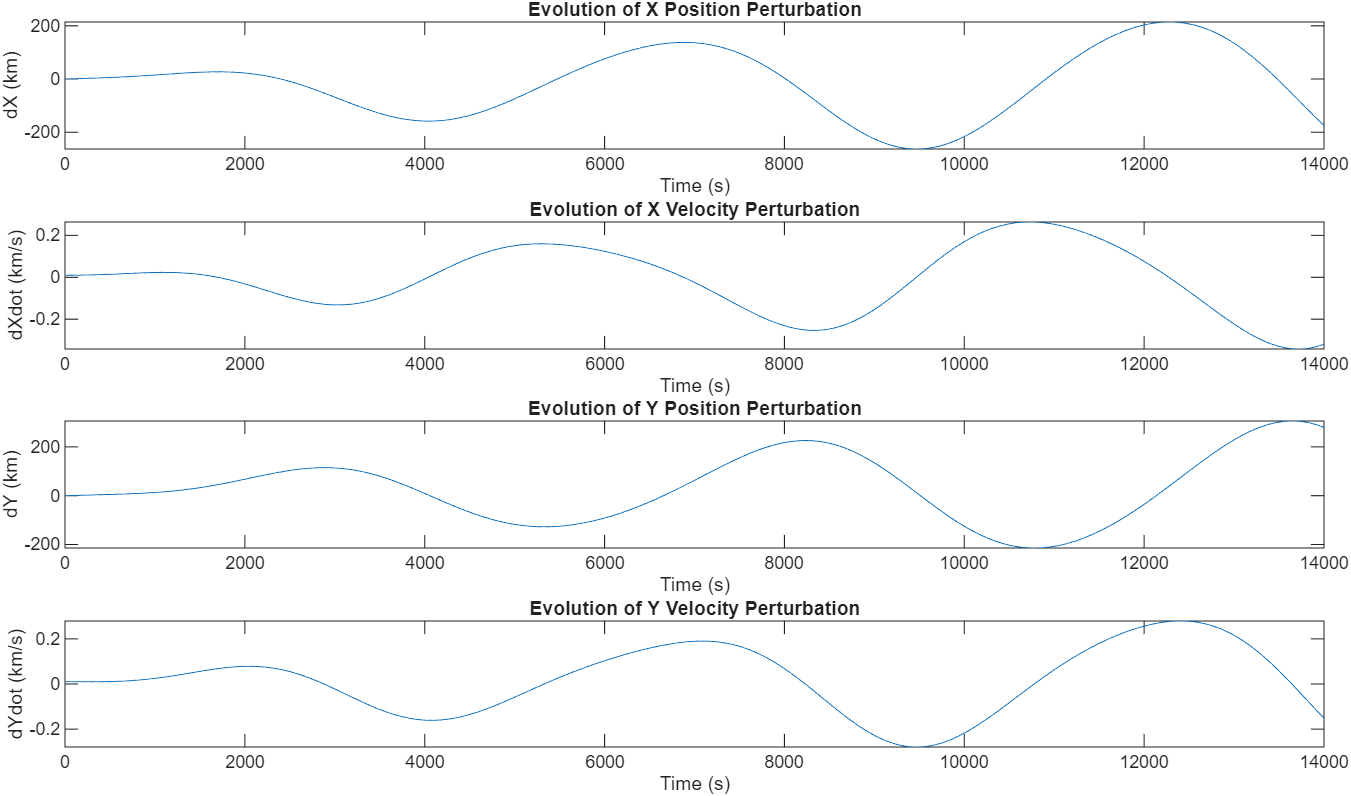 Evolution of X Position Perturbation
dX (km)
200
0
-200
0 2000 4000 6000 8000 10000 12000 14000
Time (s)
Evolution of X Velocity Perturbation
dXdot (km/s)
0.2
0
-0.2
0 2000 4000 6000 8000 10000 12000 14000
Time (s)
Evolution of Y Position Perturbation
dY (km)
200
0
-200
0 2000 4000 6000 8000 10000 12000 14000
Time (s)
Evolution of Y Velocity Perturbation
dYdot (km/s)
0.2
0
-0.2
0 2000 4000 6000 8000 10000 12000 14000
Time (s)